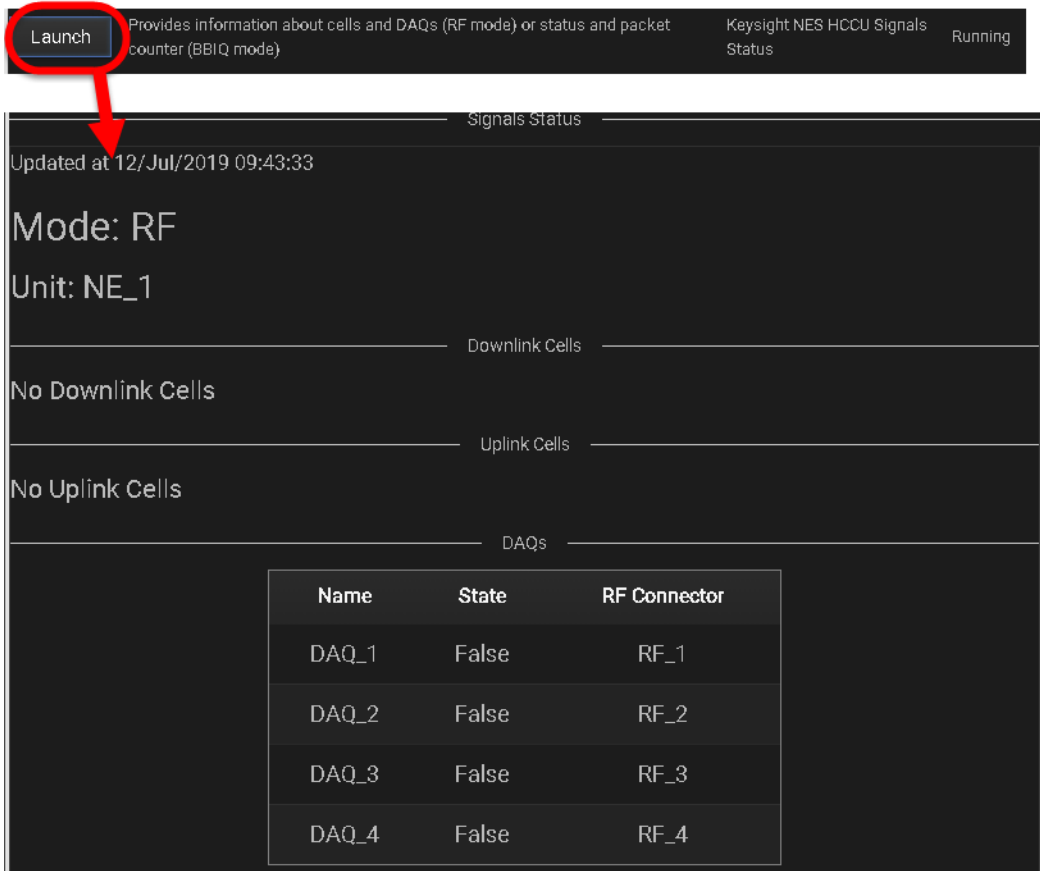 Launch
Provides information about cells and DAQs (RF mode) or status and packet
counter (BBIQ mode)
Keysight NES HCCU Signals
Status
Running
Signals Status
Updated at 12/Jul/2019 09:43:33
Mode: RF
Unit: NE_1
Downlink Cells
No Downlink Cells
Uplink Cells
No Uplink Cells
DAQs
Name State RF Connector
DAQ_1 False RF_1
DAQ_2 False RF_2
DAQ_3 False RF_3
DAQ_4 False RF_4